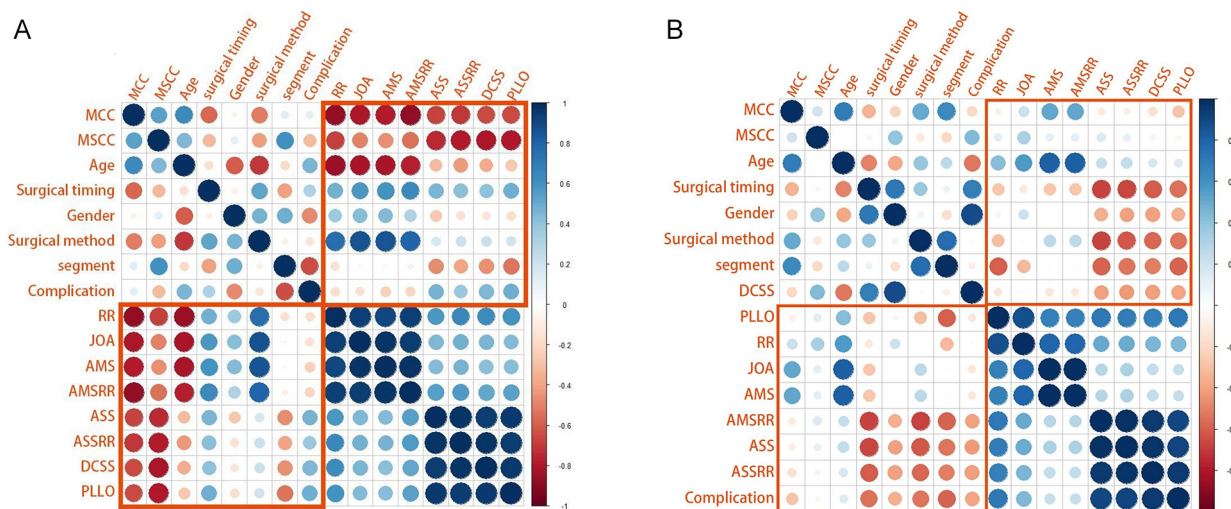 A
B
MCC MSCC Age surgical timing Gender surgical method segment Complication RR JOA AMS AMSRR ASS ASSRR DCSS PLLO
MCC
MSCC
Age
Surgical timing
Gender
Surgical method
segment
Complication
RR
JOA
AMS
AMSRR
ASS
ASSRR
DCSS
PLLO
1
0.8
0.6
0.4
0.2
0
-0.2
-0.4
-0.6
-0.8
-1
MCC MSCC Age surgical timing Gender surgical method segment Complication RR JOA AMS AMSRR ASS ASSRR DCSS PLLO
MCC
MSCC
Age
Surgical timing
Gender
Surgical method
segment
DCSS
PLLO
RR
JOA
AMS
AMSRR
ASS
ASSRR
Complication